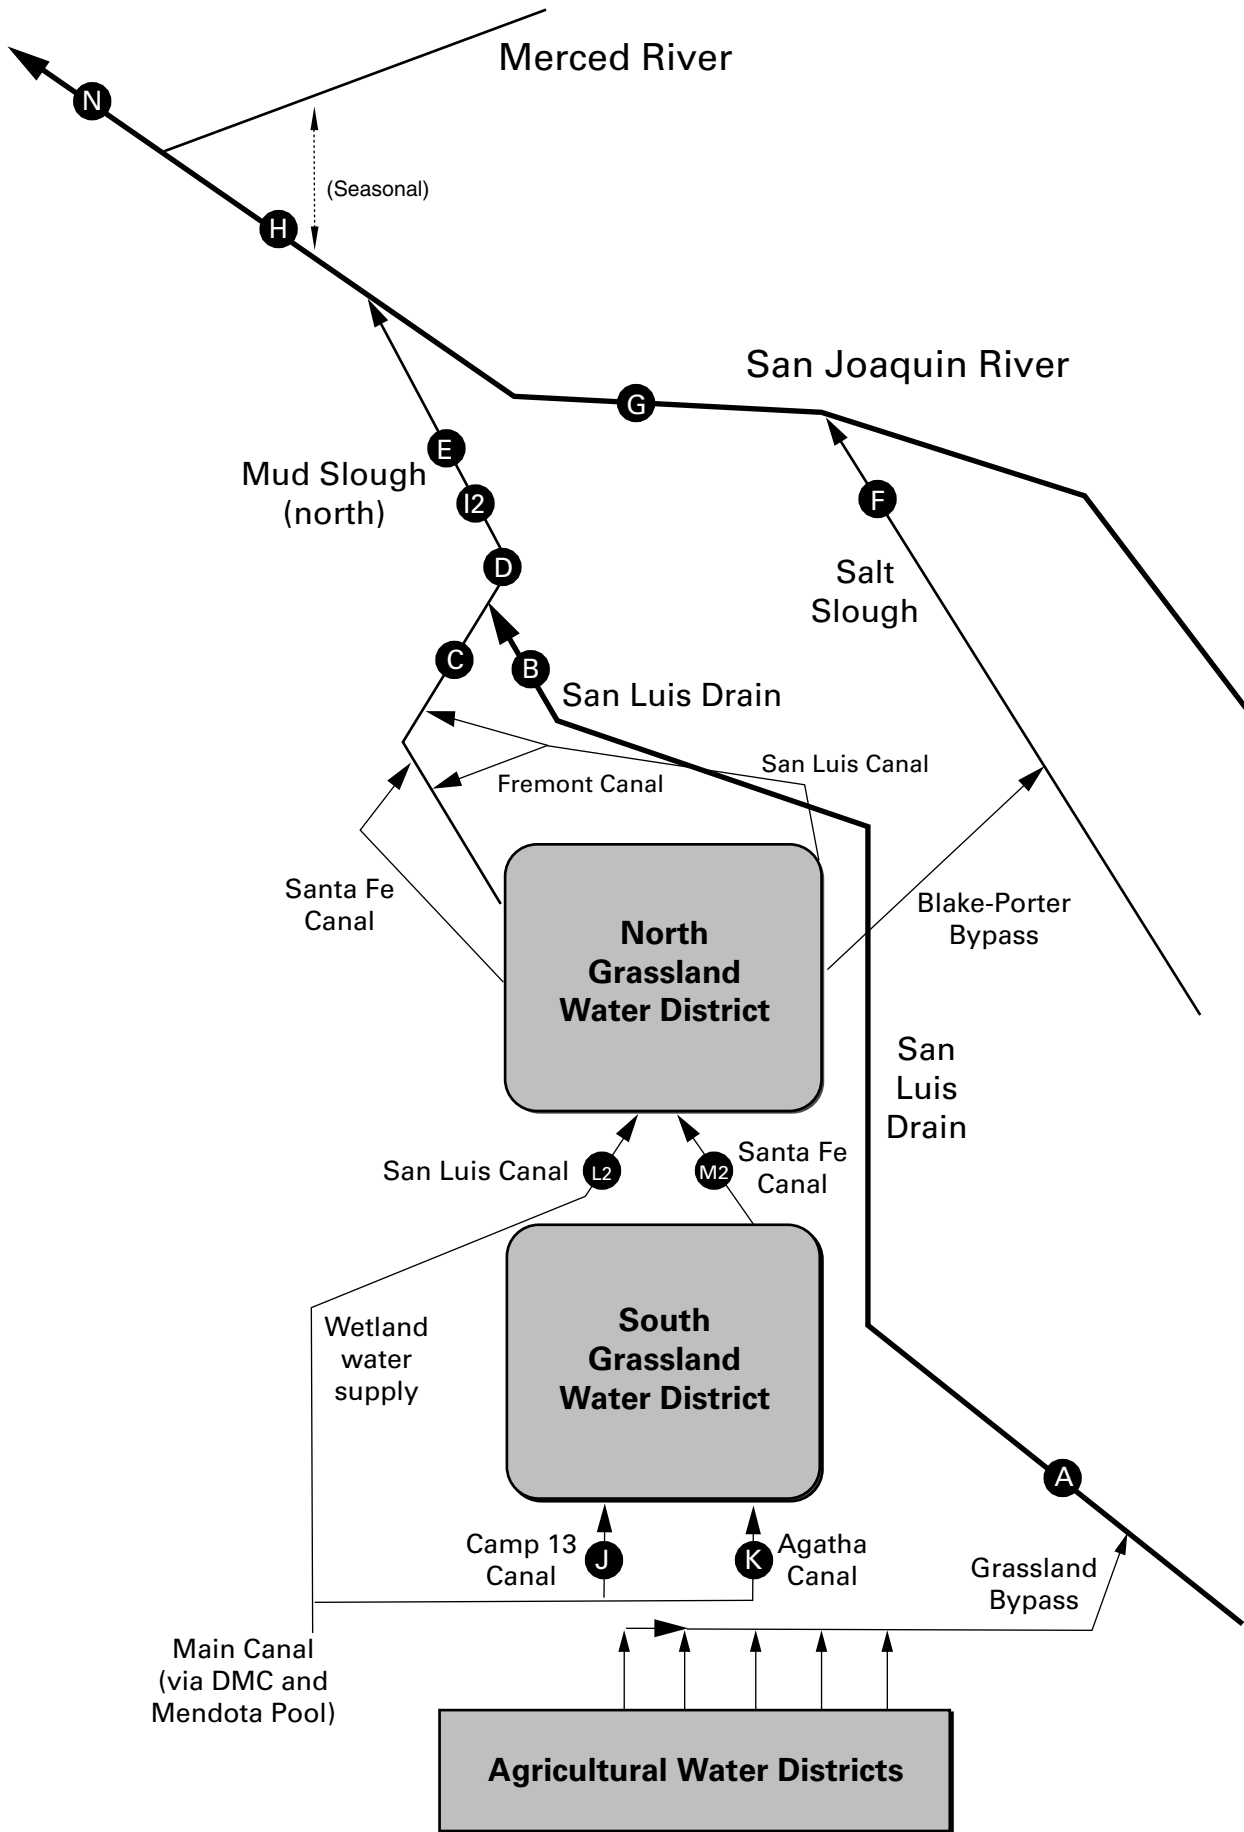 Merced River
N
(Seasonal)
H
San Joaquin River
G
E
Mud Slough
(north)
I2
F
D
Salt
Slough
C
B
San Luis Drain
San Luis Canal
Fremont Canal
Santa Fe
Canal
Blake-Porter
Bypass
North
Grassland
Water District
San
Luis
Drain
San Luis Canal
L2
M2
Santa Fe
Canal
Wetland
water
supply
South
Grassland
Water District
A
Camp 13
Canal
J
K
Agatha
Canal
Grassland
Bypass
Main Canal
(via DMC and
Mendota Pool)
Agricultural Water Districts